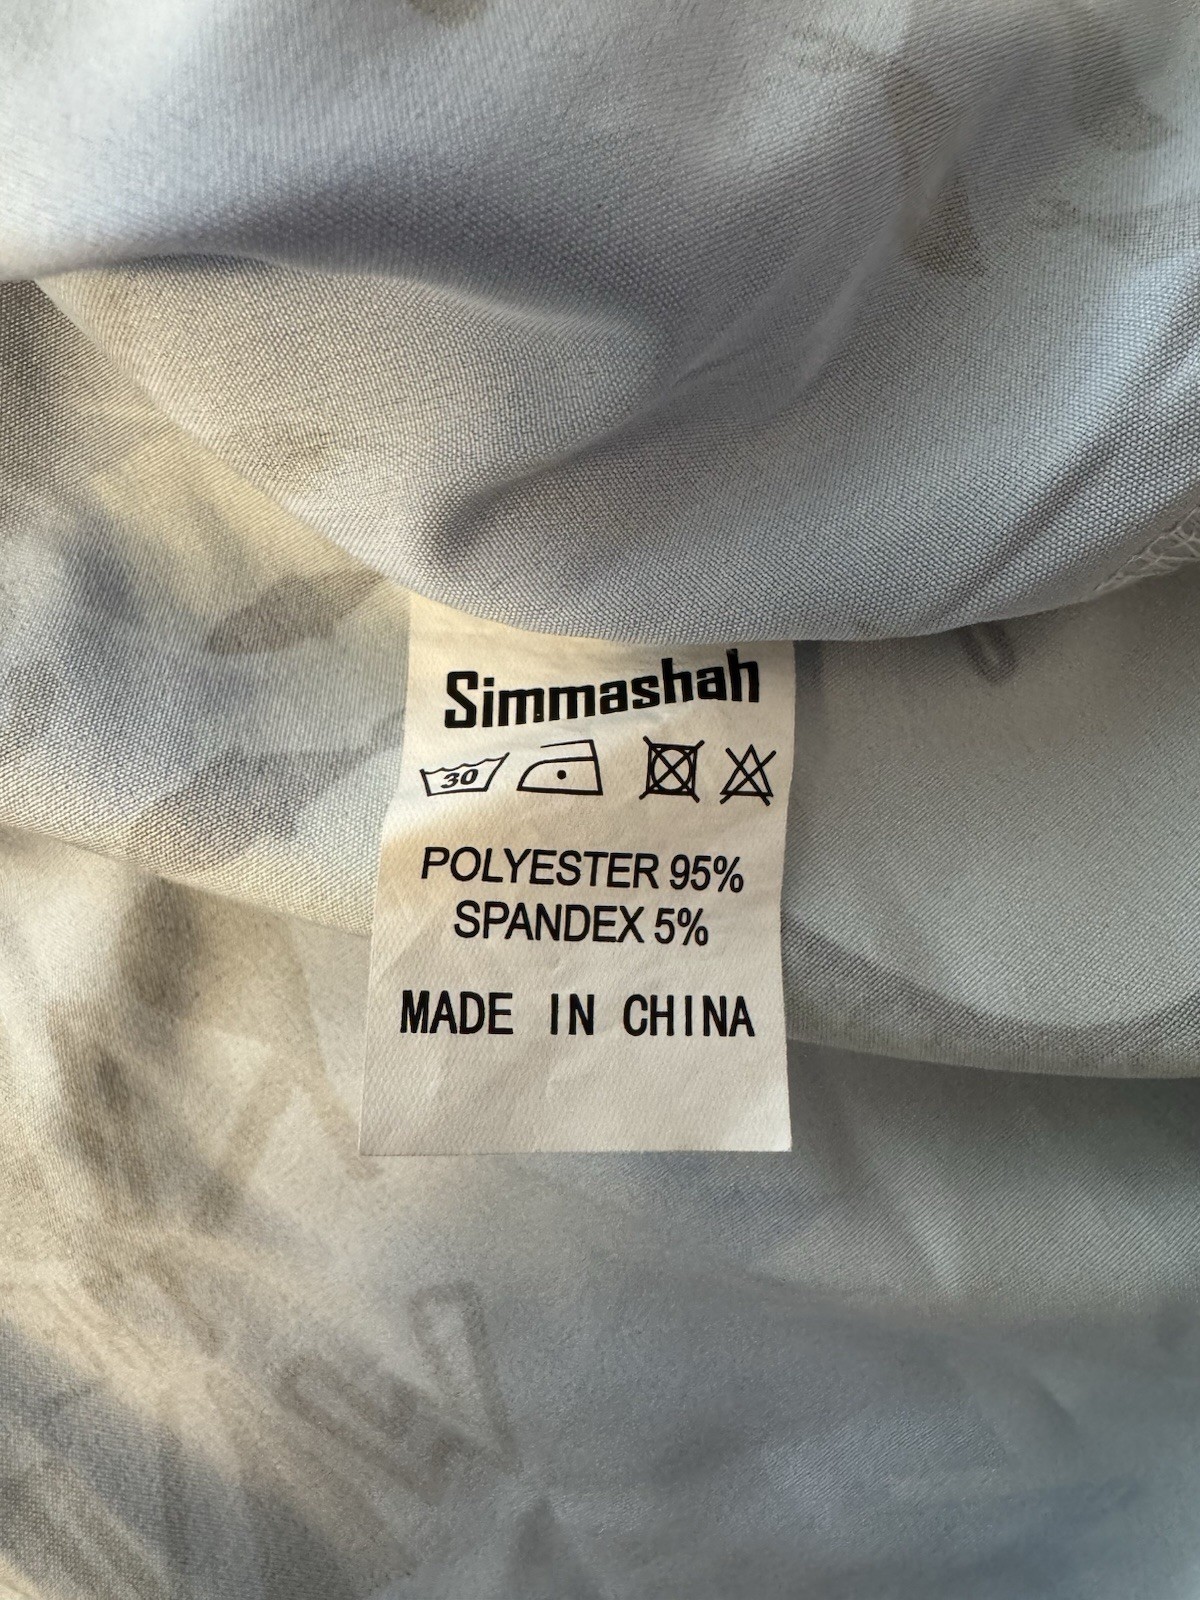 Simmashah
30
POLYESTER 95%
SPANDEX 5%
MADE IN CHINA